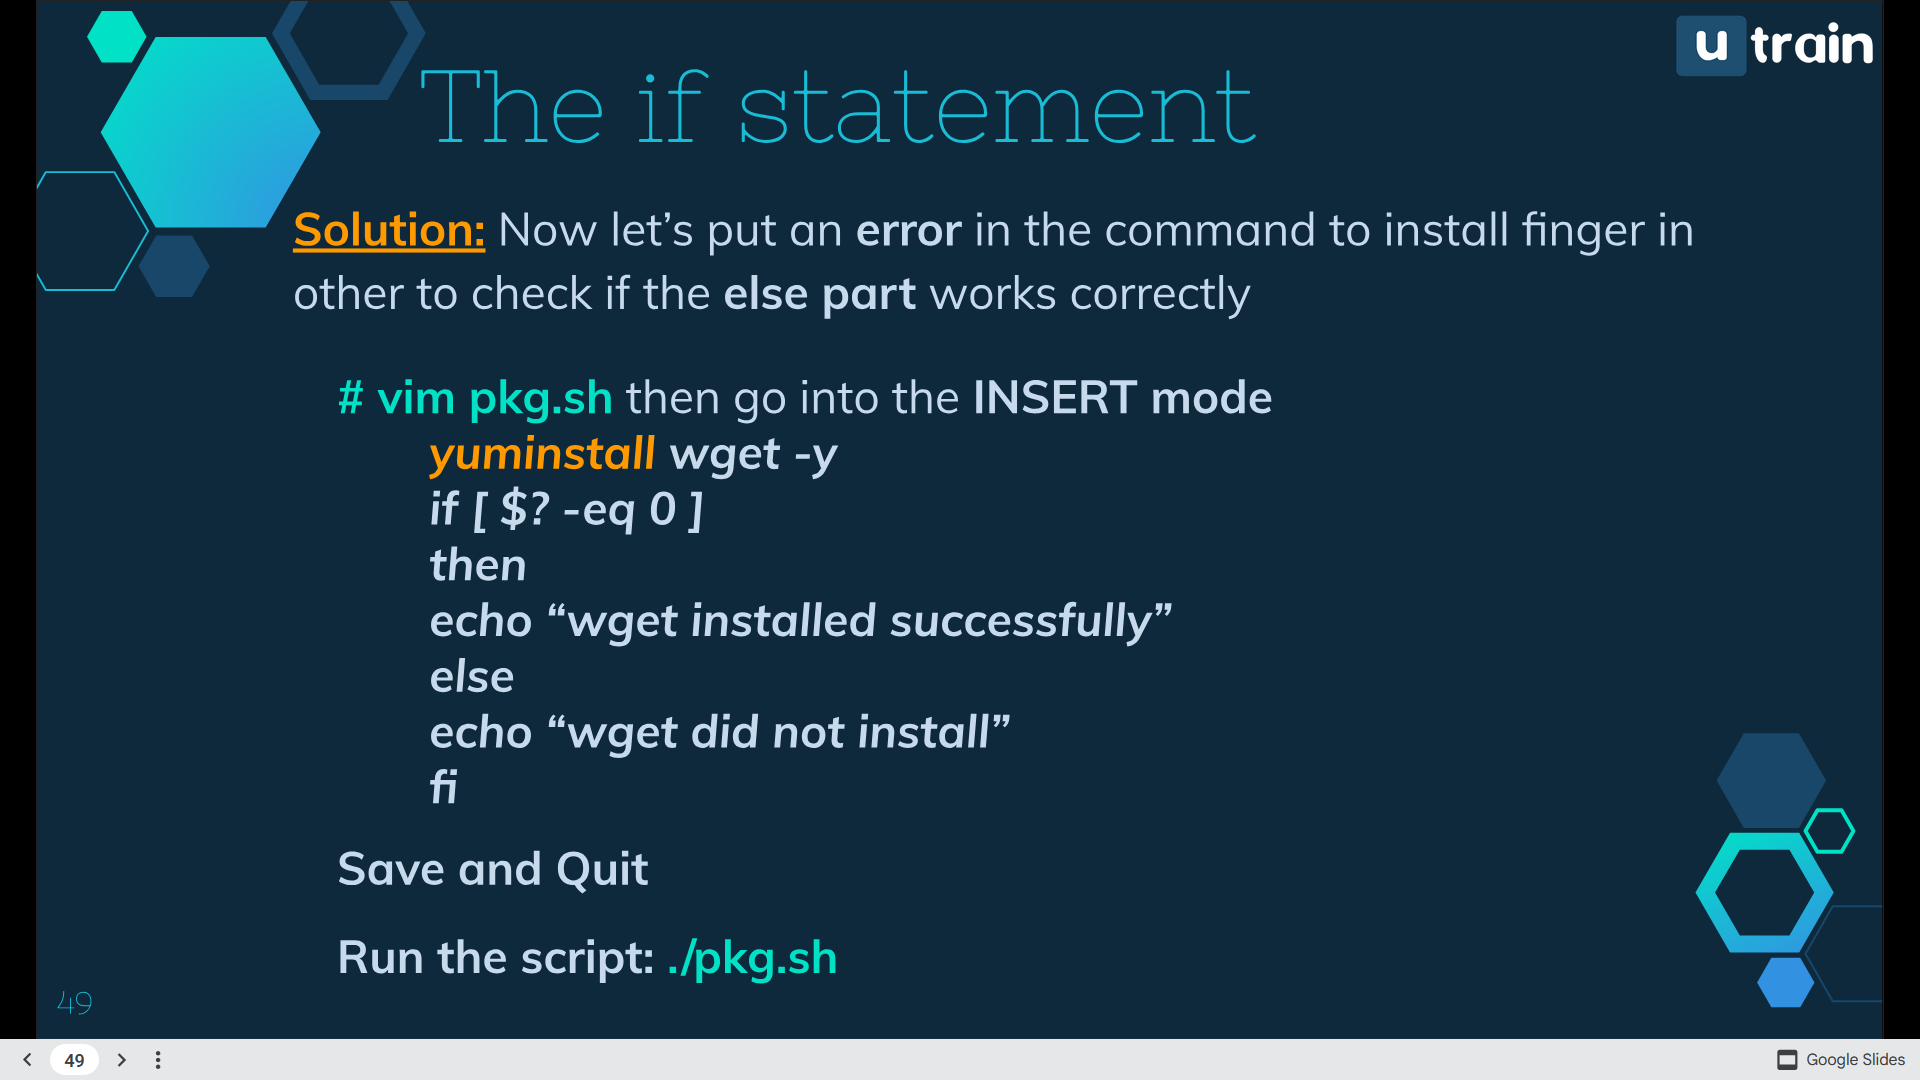 u train
The if statement
Solution: Now let’s put an error in the command to install finger in
other to check if the else part works correctly
# vim pkg.sh then go into the INSERT mode
yuminstall wget -y
if [ $? -eq 0 ]
then
echo “wget installed successfully”
else
echo “wget did not install”
fi
Save and Quit
Run the script: ./pkg.sh
49
49
Google Slides